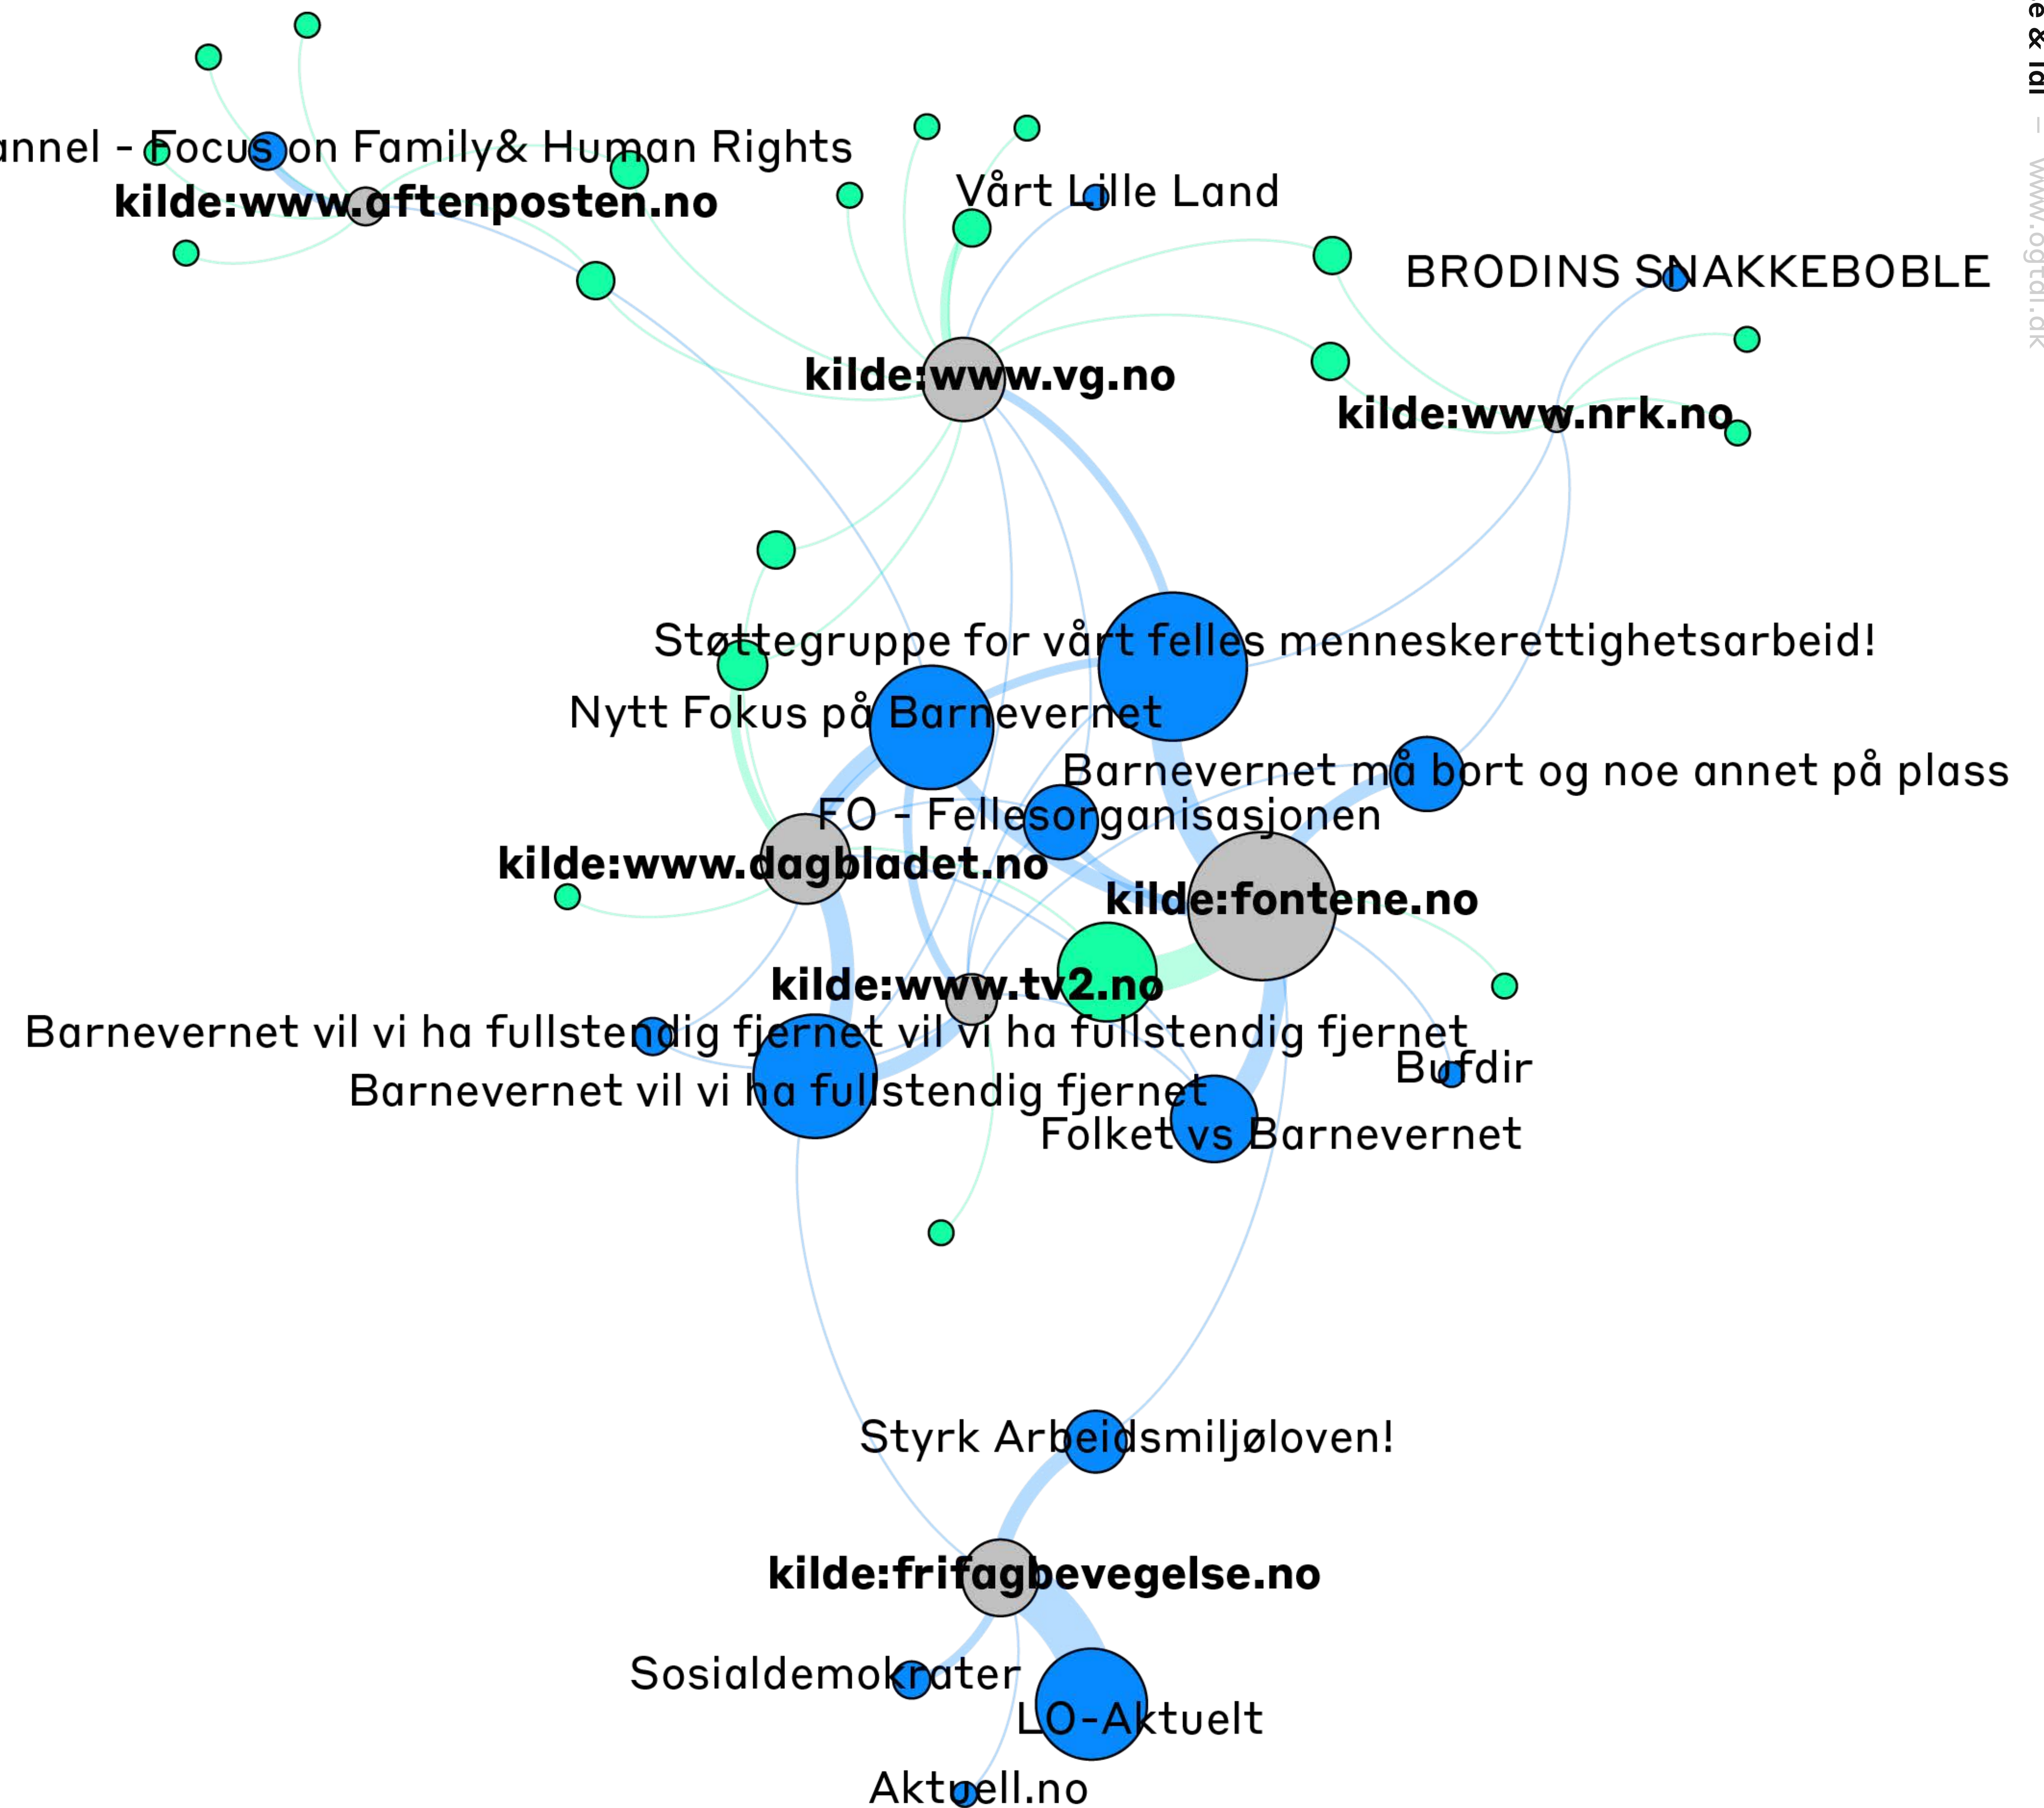 e & Tal – www.ogtal.dk
annel - Focus on Family& Human Rights
kilde:www.aftenposten.no
Vårt Lille Land
BRODINS SNAKKEBOBLE
kilde:www.vg.no
kilde:www.nrk.no
Støttegruppe for vårt felles menneskerettighetsarbeid!
Nytt Fokus på Barnevernet
Barnevernet må bort og noe annet på plass
FO - Fellesorganisasjonen
kilde:www.dagbladet.no
kilde:fontene.no
kilde:www.tv2.no
Barnevernet vil vi ha fullstendig fjernet vil vi ha fullstendig fjernet
Bufdir
Barnevernet vil vi ha fullstendig fjernet
Folket vs Barnevernet
Styrk Arbeidsmiljøloven!
kilde:frifagbevegelse.no
Sosialdemokrater
LO-Aktuelt
Aktuell.no